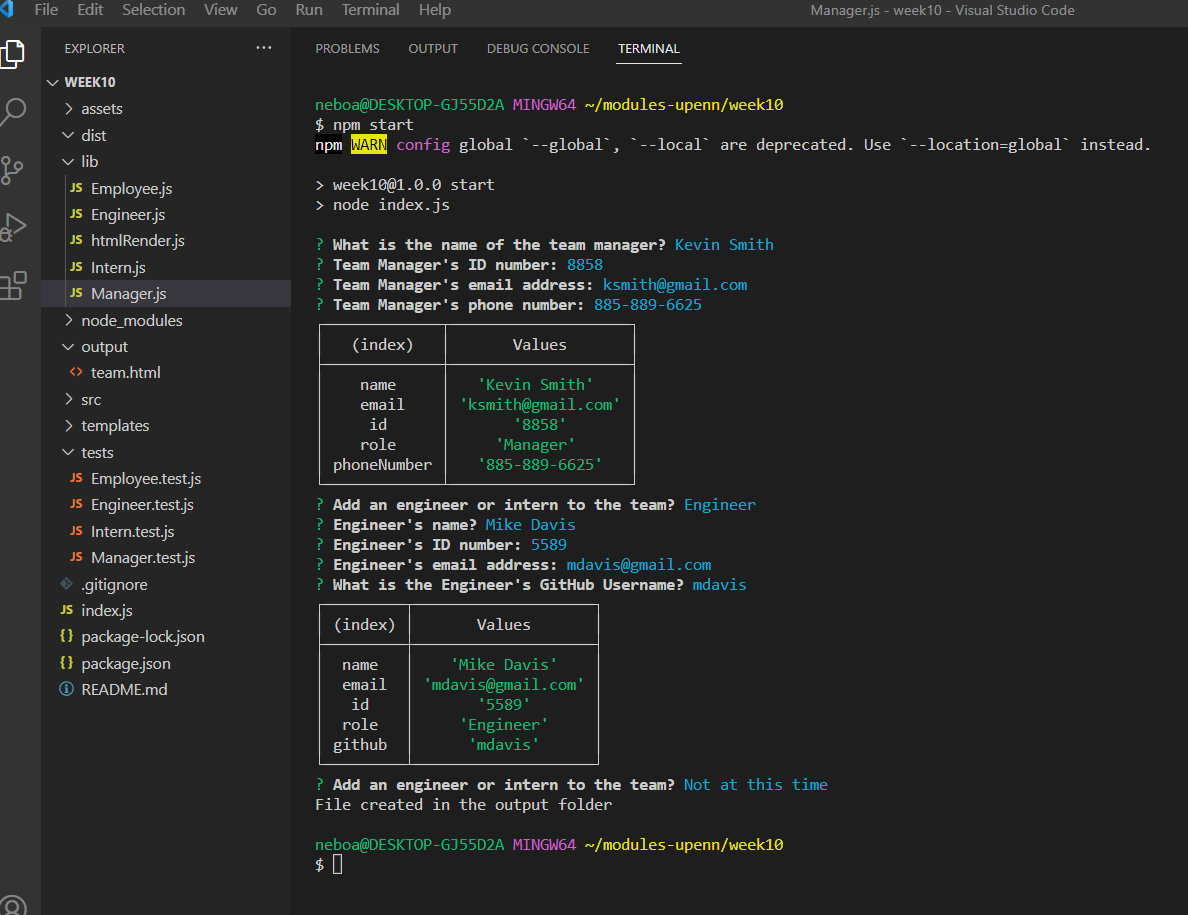 File Edit Selection View Go Run Terminal Help Manager.js - week10 - Visual Studio Code
EXPLORER ...
WEEK10
assets
dist
lib
JS Employee.js
JS Engineer.js
JS htmlRender.js
JS Intern.js
JS Manager.js
node_modules
output
<> team.html
src
templates
tests
JS Employee.test.js
JS Engineer.test.js
JS Intern.test.js
JS Manager.test.js
.gitignore
JS index.js
{} package-lock.json
{} package.json
README.md
PROBLEMS OUTPUT DEBUG CONSOLE TERMINAL
neboa@DESKTOP-GJ55D2A MINGW64 ~/modules-upenn/week10
$ npm start
npm WARN config global `--global`, `--local` are deprecated. Use `--location=global` instead.
> week10@1.0.0 start
> node index.js
? What is the name of the team manager? Kevin Smith
? Team Manager's ID number: 8858
? Team Manager's email address: ksmith@gmail.com
? Team Manager's phone number: 885-889-6625
(index) Values
name 'Kevin Smith'
email 'ksmith@gmail.com'
id '8858'
role 'Manager'
phoneNumber '885-889-6625'
? Add an engineer or intern to the team? Engineer
? Engineer's name? Mike Davis
? Engineer's ID number: 5589
? Engineer's email address: mdavis@gmail.com
? What is the Engineer's GitHub Username? mdavis
(index) Values
name 'Mike Davis'
email 'mdavis@gmail.com'
id '5589'
role 'Engineer'
github 'mdavis'
? Add an engineer or intern to the team? Not at this time
File created in the output folder
neboa@DESKTOP-GJ55D2A MINGW64 ~/modules-upenn/week10
$